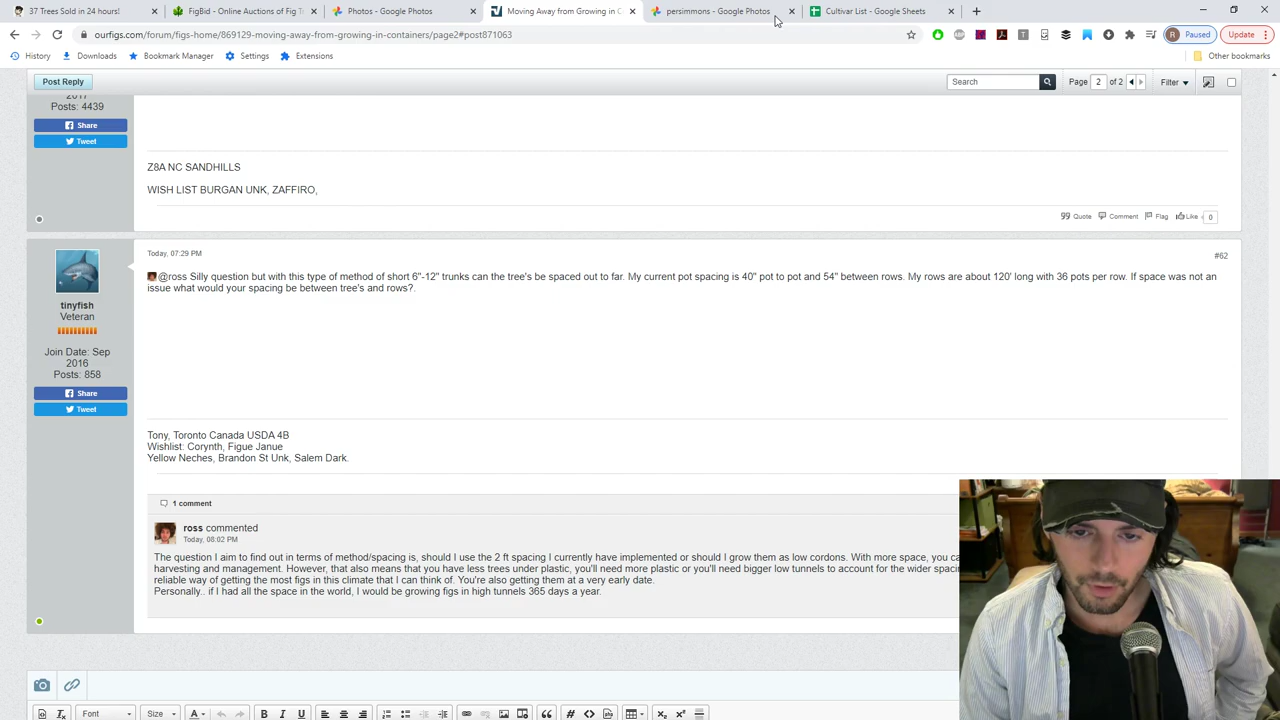 37 Trees Sold in 24 hours!
FigBid - Online Auctions of Fig T
Photos - Google Photos
Moving Away from Growing in C
persimmons - Google Photos
Cultivar List - Google Sheets
ourfigs.com/forum/figs-home/869129-moving-away-from-growing-in-containers/page2#post871063
R Paused
Update
History
Downloads
Bookmark Manager
Settings
Extensions
Other bookmarks
Post Reply
Search
Page 2 of 2
Filter
2017
Posts: 4439
Share
Tweet
Z8A NC SANDHILLS
WISH LIST BURGAN UNK, ZAFFIRO,
Quote Comment Flag Like 0
Today, 07:29 PM
#62
tinyfish
Veteran
Join Date: Sep
2016
Posts: 858
Share
Tweet
@ross Silly question but with this type of method of short 6"-12" trunks can the tree's be spaced out to far. My current pot spacing is 40" pot to pot and 54" between rows. My rows are about 120' long with 36 pots per row. If space was not an
issue what would your spacing be between tree's and rows?.
Tony, Toronto Canada USDA 4B
Wishlist: Corynth, Figue Janue
Yellow Neches, Brandon St Unk, Salem Dark.
1 comment
ross commented
Today, 08:02 PM
The question I aim to find out in terms of method/spacing is, should I use the 2 ft spacing I currently have implemented or should I grow them as low cordons. With more space, you ca
harvesting and management. However, that also means that you have less trees under plastic, you'll need more plastic or you'll need bigger low tunnels to account for the wider spacin
reliable way of getting the most figs in this climate that I can think of. You're also getting them at a very early date.
Personally.. if I had all the space in the world, I would be growing figs in high tunnels 365 days a year.
Font
Size
A
B I U